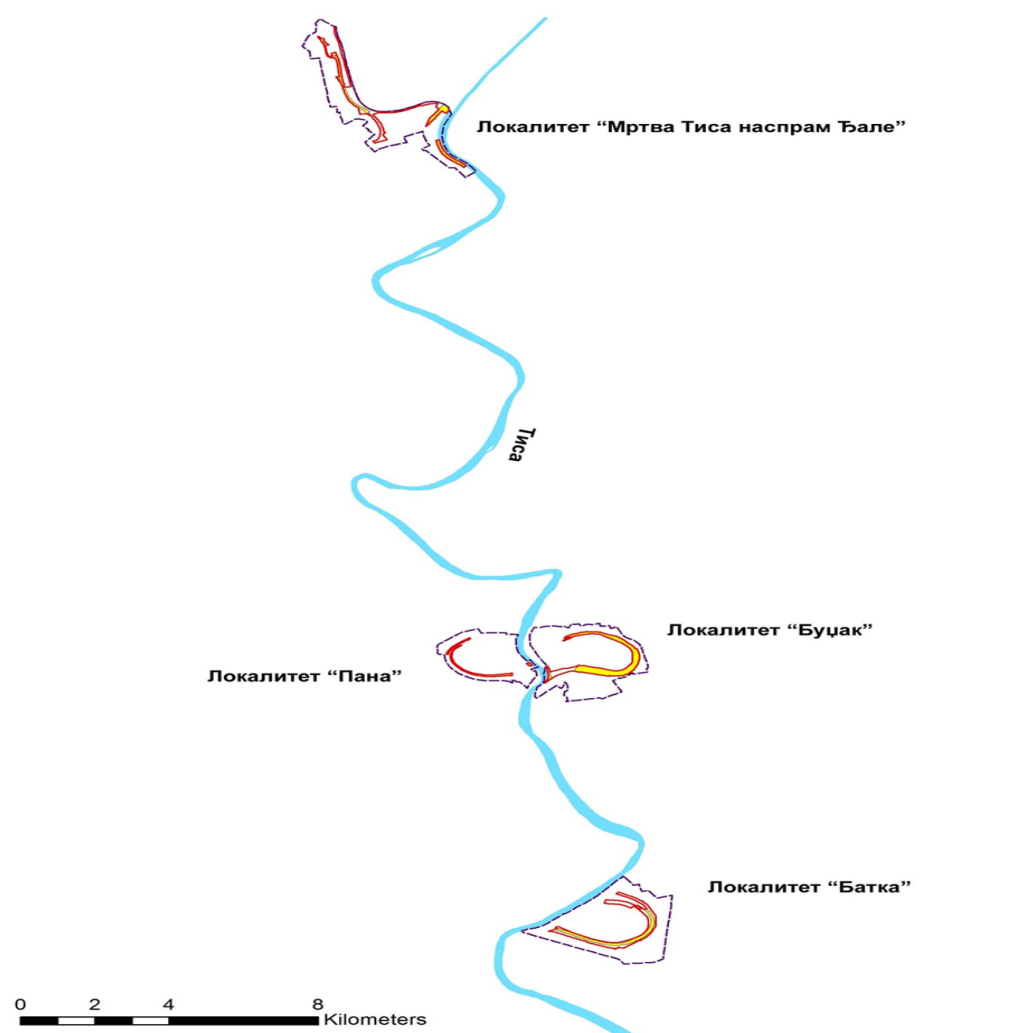 Локалитет “Мртва Тиса наспрам Ђале”
Тиса
Локалитет “Буџак”
Локалитет “Пана”
Локалитет “Батка”
0 2 4 8
Kilometers